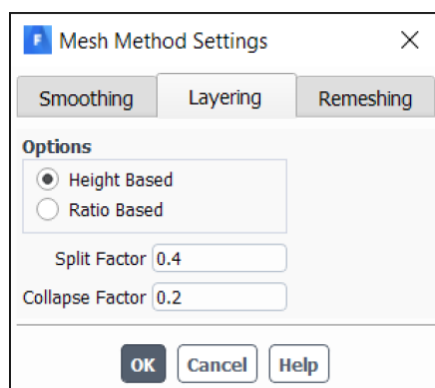 F Mesh Method Settings
Smoothing Layering Remeshing
Options
Height Based
Ratio Based
Split Factor 0.4
Collapse Factor 0.2
OK Cancel Help